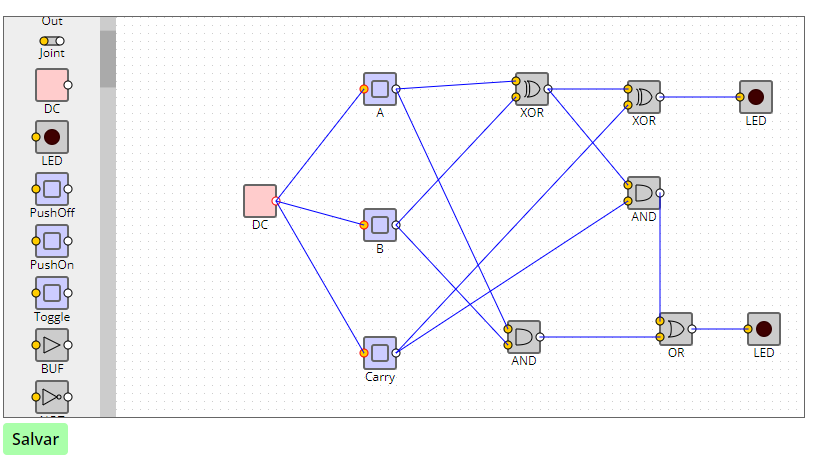 Out
Joint
DC
LED
PushOff
PushOn
Toggle
BUF
A
B
Carry
DC
XOR
XOR
LED
AND
AND
OR
LED
Salvar